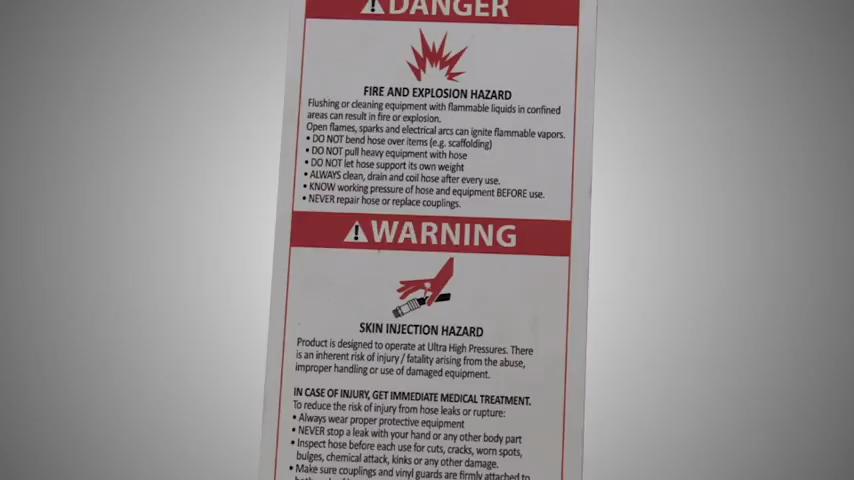 DANGER
FIRE AND EXPLOSION HAZARD
Flushing or cleaning equipment with flammable liquids in confined
areas can result in fire or explosion.
Open flames, sparks and electrical arcs can ignite flammable vapors.
• DO NOT bend hose over items (e.g. scaffolding)
• DO NOT pull heavy equipment with hose
• DO NOT let hose support its own weight
• ALWAYS clean, drain and coil hose after every use.
• KNOW working pressure of hose and equipment BEFORE use.
• NEVER repair hose or replace couplings.
WARNING
SKIN INJECTION HAZARD
Product is designed to operate at Ultra High Pressures. There
is an inherent risk of injury / fatality arising from the abuse,
improper handling or use of damaged equipment.
IN CASE OF INJURY, GET IMMEDIATE MEDICAL TREATMENT.
To reduce the risk of injury from hose leaks or rupture:
• Always wear proper protective equipment
• NEVER stop a leak with your hand or any other body part
• Inspect hose before each use for cuts, cracks, worn spots,
bulges, chemical attack, kinks or any other damage.
• Make sure couplings and vinyl guards are firmly attached to